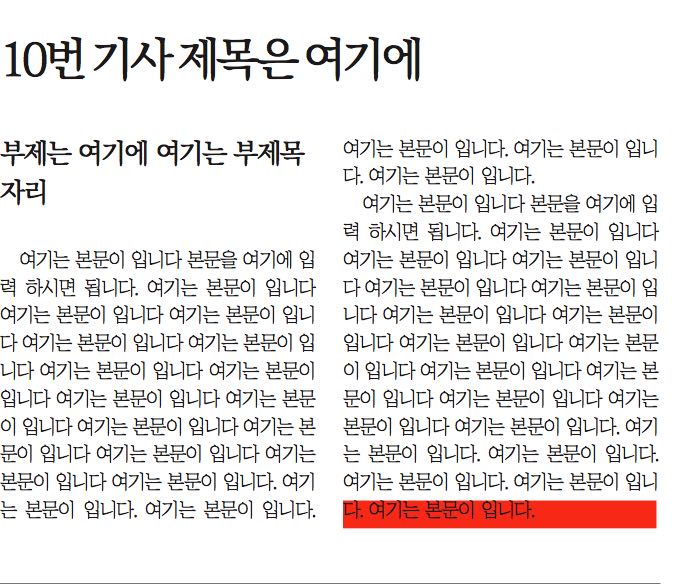 10번 기사 제목은 여기에
부제는 여기에 여기는 부제목
자리
여기는 본문이 입니다 본문을 여기에 입
력 하시면 됩니다. 여기는 본문이 입니다
여기는 본문이 입니다 여기는 본문이 입니
다 여기는 본문이 입니다 여기는 본문이 입
니다 여기는 본문이 입니다 여기는 본문이
입니다 여기는 본문이 입니다 여기는 본문
이 입니다 여기는 본문이 입니다 여기는 본
문이 입니다 여기는 본문이 입니다 여기는
본문이 입니다 여기는 본문이 입니다. 여기
는 본문이 입니다. 여기는 본문이 입니다.
여기는 본문이 입니다. 여기는 본문이 입니
다. 여기는 본문이 입니다.
여기는 본문이 입니다 본문을 여기에 입
력 하시면 됩니다. 여기는 본문이 입니다
여기는 본문이 입니다 여기는 본문이 입니
다 여기는 본문이 입니다 여기는 본문이 입
니다 여기는 본문이 입니다 여기는 본문이
입니다 여기는 본문이 입니다 여기는 본문
이 입니다 여기는 본문이 입니다 여기는 본
문이 입니다 여기는 본문이 입니다 여기는
본문이 입니다 여기는 본문이 입니다. 여기
는 본문이 입니다. 여기는 본문이 입니다.
여기는 본문이 입니다. 여기는 본문이 입니
다. 여기는 본문이 입니다.